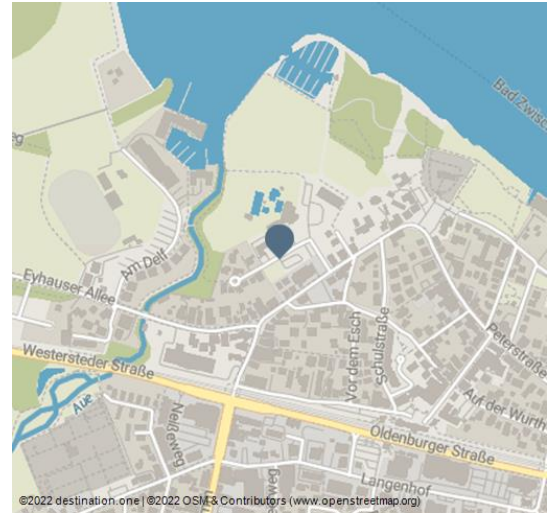 Bad Zwisc
eg
Am Delf
Eyhauser Allee
Westersteder Straße
Aue
Neißeweg
Vor dem Esch
Schulstraße
Peterstraße
Auf der Wurth
Oldenburger Straße
Langenhof
©2022 destination.one | ©2022 OSM & Contributors (www.openstreetmap.org)